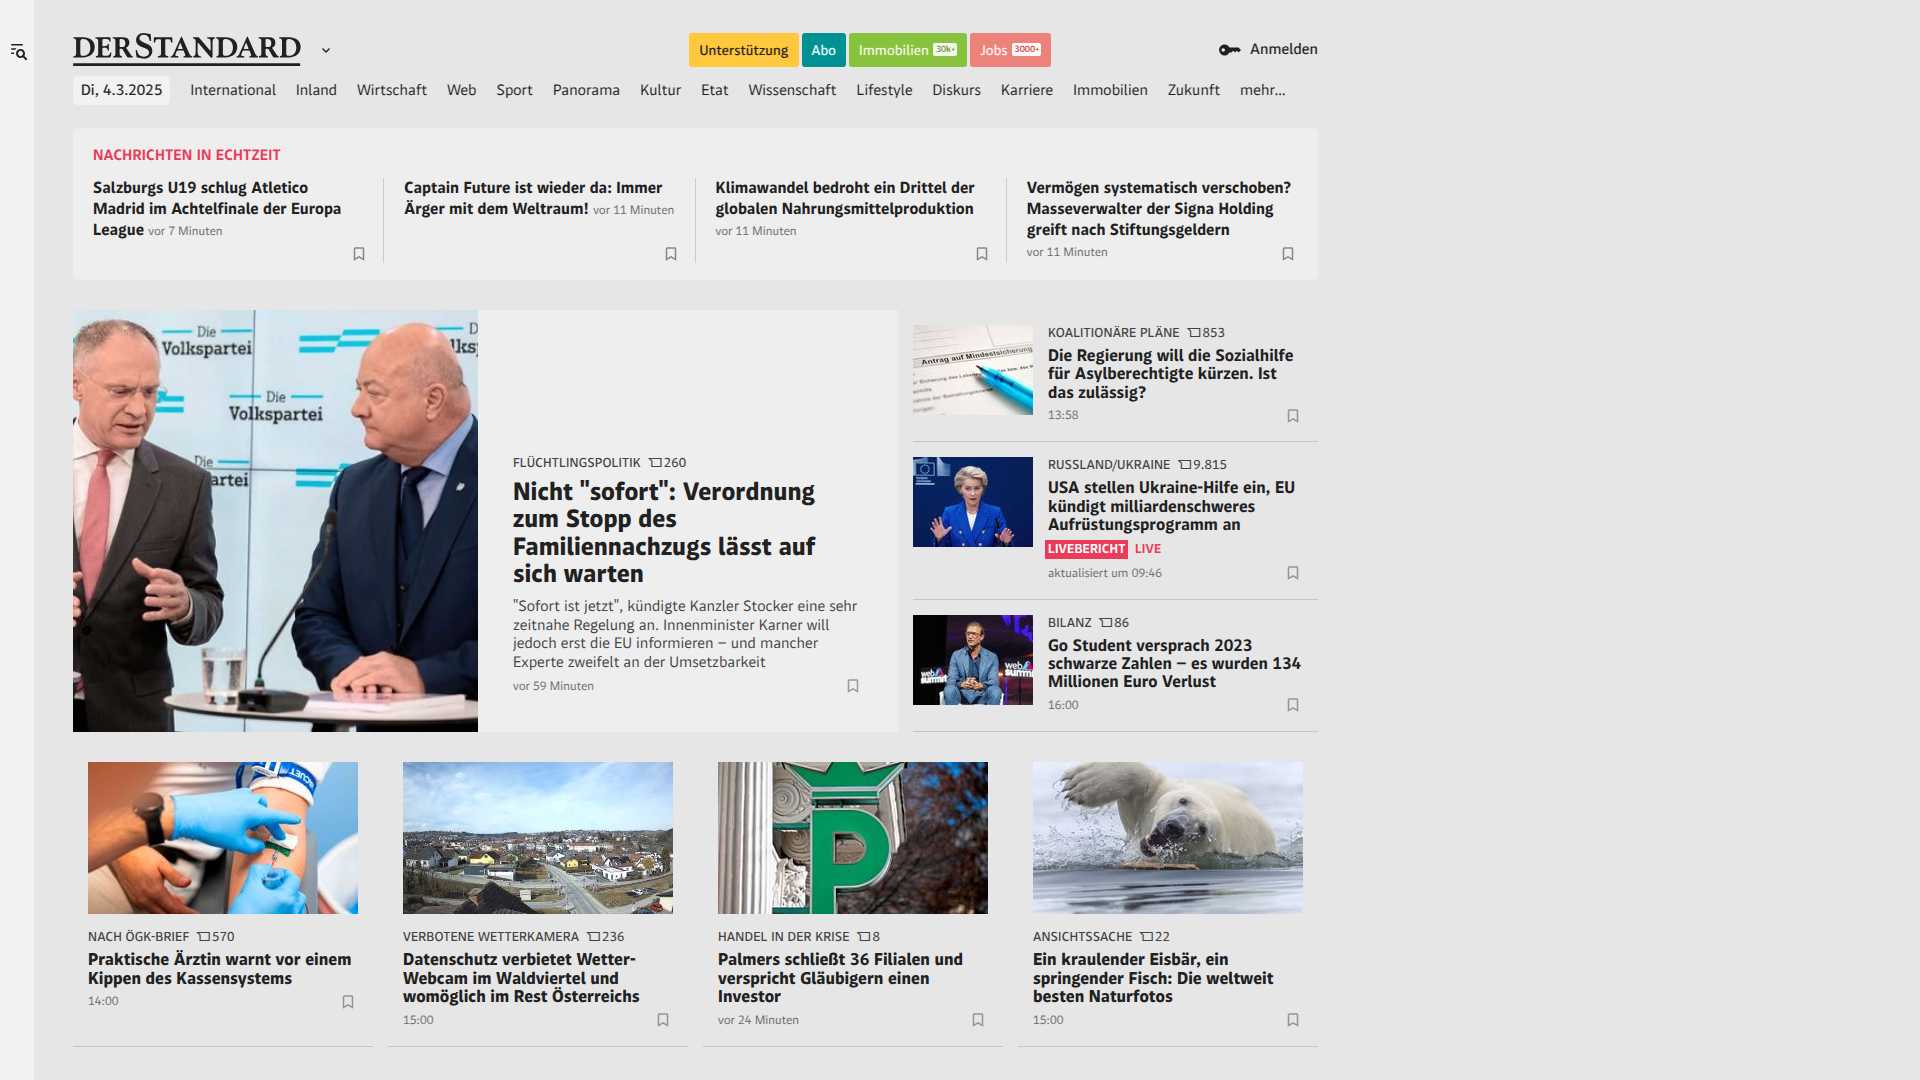 DERSTANDARD
Unterstützung
Abo
Immobilien 30k+
Jobs 3000+
Anmelden
Di, 4.3.2025
International
Inland
Wirtschaft
Web
Sport
Panorama
Kultur
Etat
Wissenschaft
Lifestyle
Diskurs
Karriere
Immobilien
Zukunft
mehr...
NACHRICHTEN IN ECHTZEIT
Salzburgs U19 schlug Atletico
Madrid im Achtelfinale der Europa
League vor 7 Minuten
Captain Future ist wieder da: Immer
Ärger mit dem Weltraum! vor 11 Minuten
Klimawandel bedroht ein Drittel der
globalen Nahrungsmittelproduktion
vor 11 Minuten
Vermögen systematisch verschoben?
Masseverwalter der Signa Holding
greift nach Stiftungsgeldern
vor 11 Minuten
Die
Volkspartei
Die
Volkspartei
Die
artei
D
lks
FLÜCHTLINGSPOLITIK 260
Nicht "sofort": Verordnung
zum Stopp des
Familiennachzugs lässt auf
sich warten
"Sofort ist jetzt", kündigte Kanzler Stocker eine sehr
zeitnahe Regelung an. Innenminister Karner will
jedoch erst die EU informieren – und mancher
Experte zweifelt an der Umsetzbarkeit
vor 59 Minuten
Antrag auf Mindestsicherung
KOALITIONÄRE PLÄNE 853
Die Regierung will die Sozialhilfe
für Asylberechtigte kürzen. Ist
das zulässig?
13:58
RUSSLAND/UKRAINE 9.815
USA stellen Ukraine-Hilfe ein, EU
kündigt milliardenschweres
Aufrüstungsprogramm an
LIVEBERICHT LIVE
aktualisiert um 09:46
web
summit
web
summit
BILANZ 86
Go Student versprach 2023
schwarze Zahlen – es wurden 134
Millionen Euro Verlust
16:00
NACH ÖGK-BRIEF 570
Praktische Ärztin warnt vor einem
Kippen des Kassensystems
14:00
VERBOTENE WETTERKAMERA 236
Datenschutz verbietet Wetter-
Webcam im Waldviertel und
womöglich im Rest Österreichs
15:00
P
HANDEL IN DER KRISE 8
Palmers schließt 36 Filialen und
verspricht Gläubigern einen
Investor
vor 24 Minuten
ANSICHTSSACHE 22
Ein kraulender Eisbär, ein
springender Fisch: Die weltweit
besten Naturfotos
15:00